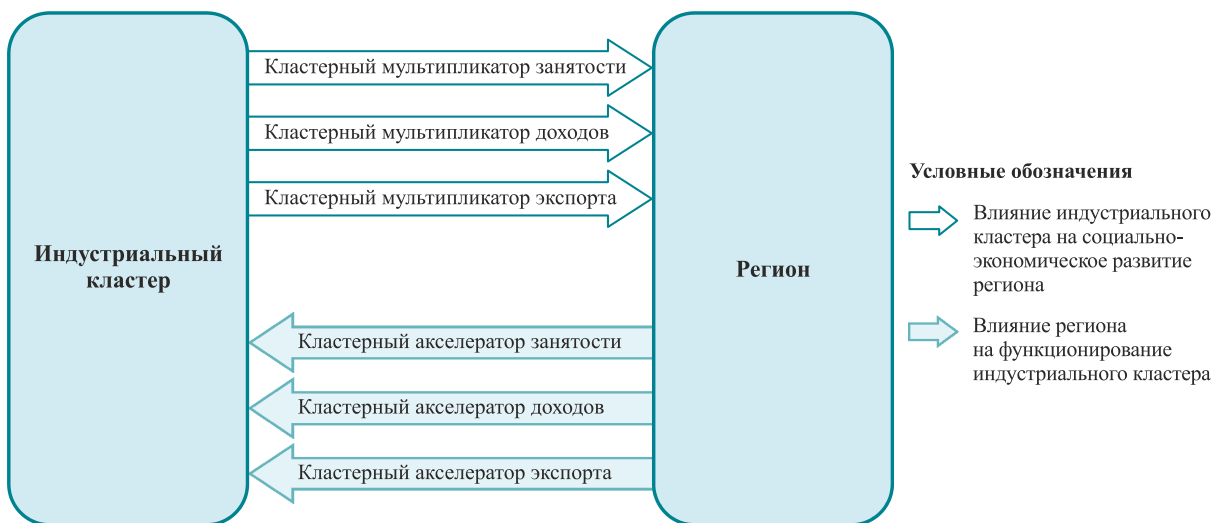 Индустриальный
кластер
Кластерный мультипликатор занятости
Кластерный мультипликатор доходов
Кластерный мультипликатор экспорта
Кластерный акселератор занятости
Кластерный акселератор доходов
Кластерный акселератор экспорта
Регион
Условные обозначения
Влияние индустриального
кластера на социально-
экономическое развитие
региона
Влияние региона
на функционирование
индустриального кластера